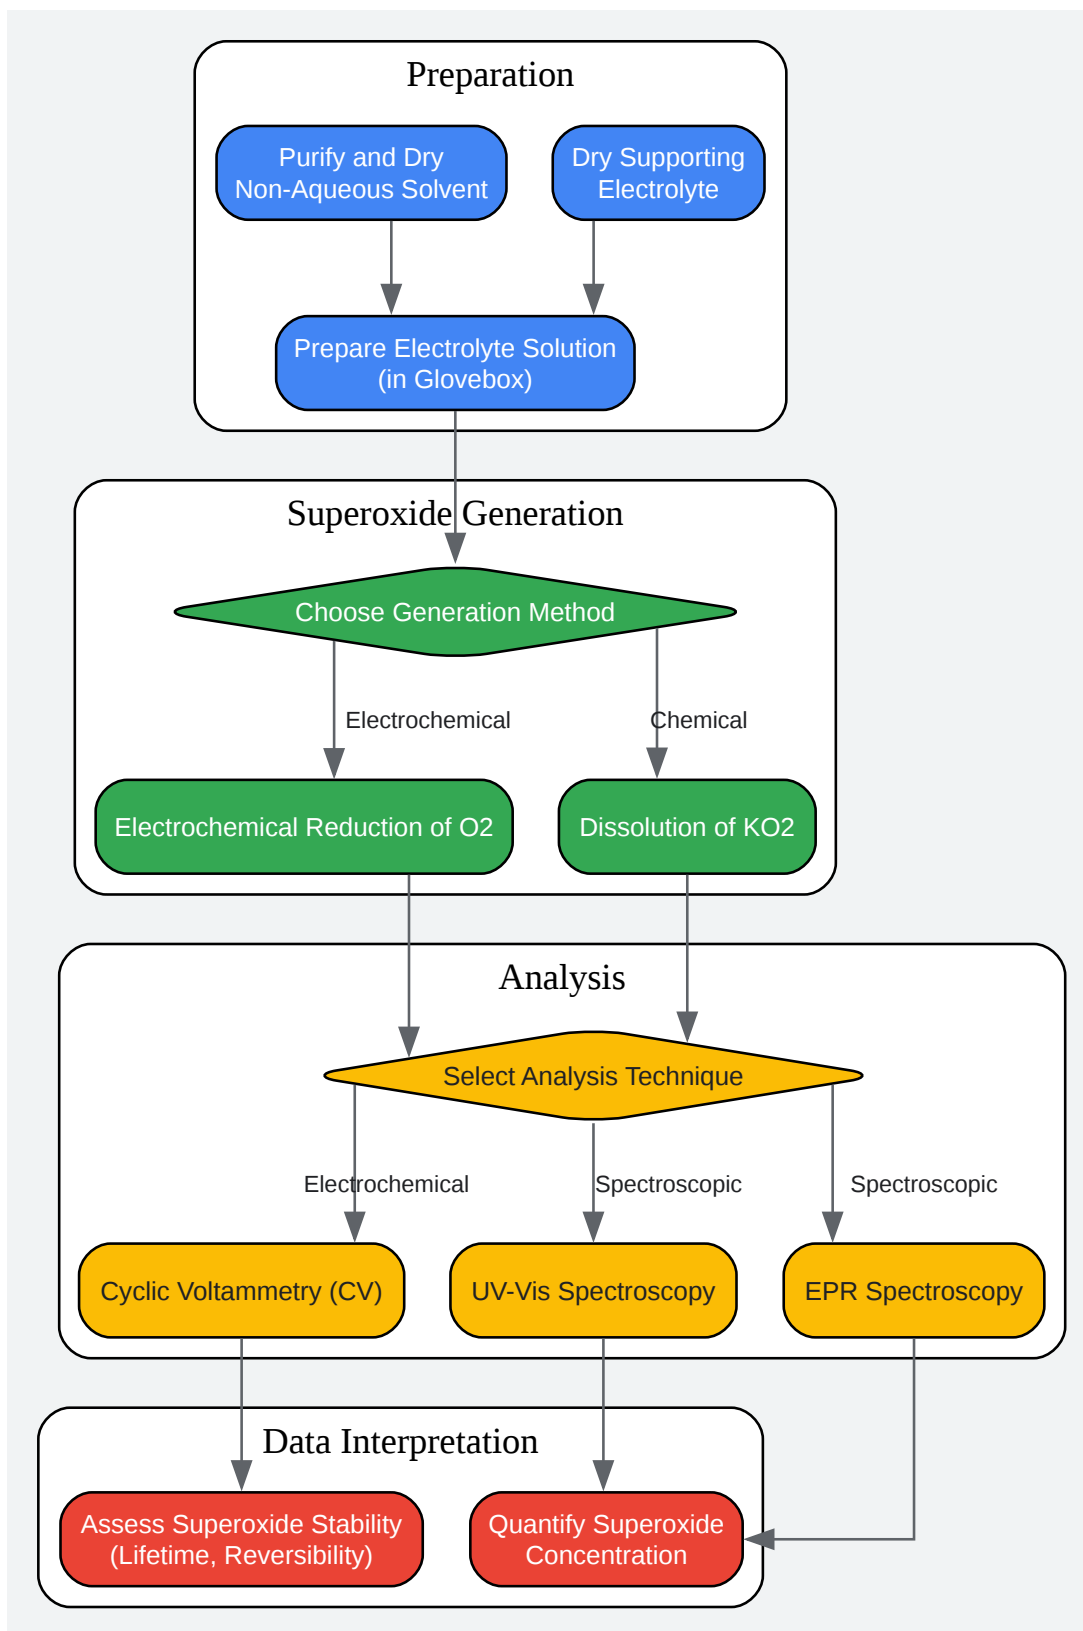 Preparation
Purify and Dry
Non-Aqueous Solvent
Dry Supporting
Electrolyte
Prepare Electrolyte Solution
(in Glovebox)
Superoxide Generation
Choose Generation Method
Electrochemical
Chemical
Electrochemical Reduction of O2
Dissolution of KO2
Analysis
Select Analysis Technique
Electrochemical
Spectroscopic
Spectroscopic
Cyclic Voltammetry (CV)
UV-Vis Spectroscopy
EPR Spectroscopy
Data Interpretation
Assess Superoxide Stability
(Lifetime, Reversibility)
Quantify Superoxide
Concentration